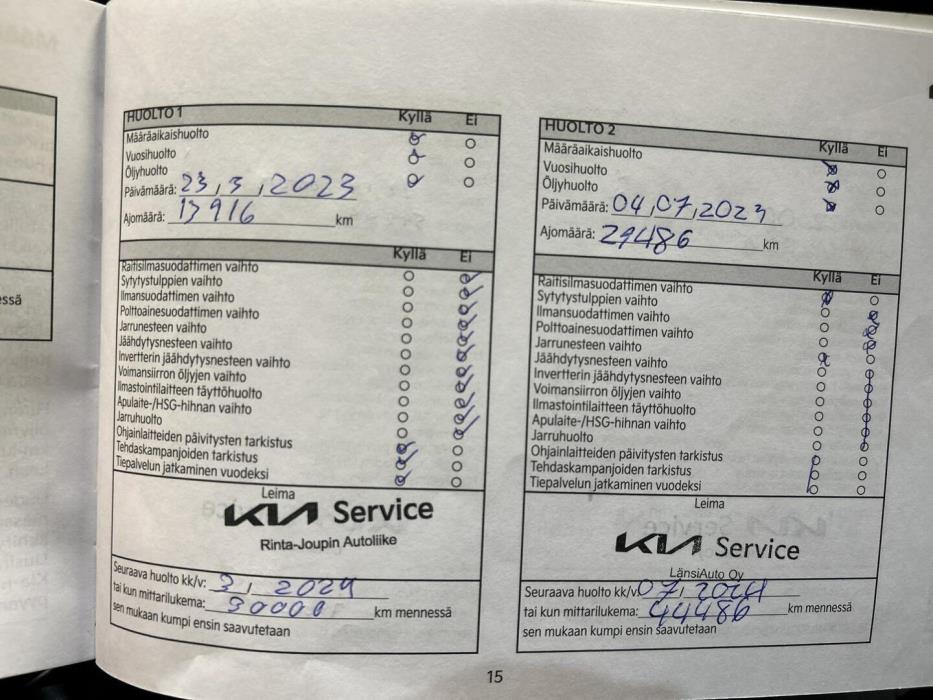 HUOLTO 1 Kyllä Ei
Määräaikaishuolto
Vuosihuolto
Öljyhuolto
Päivämäärä: 23,3,2023
Ajomäärä: 13916 km
Kyllä Ei
Raitisilmasuodattimen vaihto
Sytytystulppien vaihto
Ilmansuodattimen vaihto
Polttoainesuodattimen vaihto
Jarrunesteen vaihto
Jäähdytysnesteen vaihto
Invertterin jäähdytysnesteen vaihto
Voimansiirron öljyjen vaihto
Ilmastointilaitteen täyttöhuolto
Apulaite-/HSG-hihnan vaihto
Jarruhuolto
Ohjainlaitteiden päivitysten tarkistus
Tehdaskampanjoiden tarkistus
Tiepalvelun jatkaminen vuodeksi
Leima
KIA Service
Rinta-Joupin Autoliike
Seuraava huolto kk/v: 3, 2024
tai kun mittarilukema: 30000 km mennessä
sen mukaan kumpi ensin saavutetaan
HUOLTO 2 Kyllä Ei
Määräaikaishuolto
Vuosihuolto
Öljyhuolto
Päivämäärä: 04,07,2023
Ajomäärä: 29486 km
Kyllä Ei
Raitisilmasuodattimen vaihto
Sytytystulppien vaihto
Ilmansuodattimen vaihto
Polttoainesuodattimen vaihto
Jarrunesteen vaihto
Jäähdytysnesteen vaihto
Invertterin jäähdytysnesteen vaihto
Voimansiirron öljyjen vaihto
Ilmastointilaitteen täyttöhuolto
Apulaite-/HSG-hihnan vaihto
Jarruhuolto
Ohjainlaitteiden päivitysten tarkistus
Tehdaskampanjoiden tarkistus
Tiepalvelun jatkaminen vuodeksi
Leima
KIA Service
LänsiAuto Oy
Seuraava huolto kk/v: 07, 2024
tai kun mittarilukema: 44486 km mennessä
sen mukaan kumpi ensin saavutetaan
15